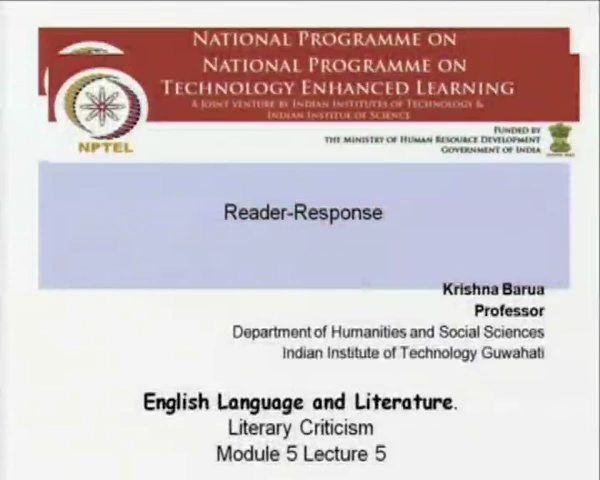 NATIONAL PROGRAMME ON
NATIONAL PROGRAMME ON
TECHNOLOGY ENHANCED LEARNING
A JOINT VENTURE BY INDIAN INSTITUTES OF TECHNOLOGY &
INDIAN INSTITUE OF SCIENCE
NPTEL
FUNDED BY
THE MINISTRY OF HUMAN RESOURCE DEVELOPMENT
GOVERNMENT OF INDIA
Reader-Response
Krishna Barua
Professor
Department of Humanities and Social Sciences
Indian Institute of Technology Guwahati
English Language and Literature.
Literary Criticism
Module 5 Lecture 5